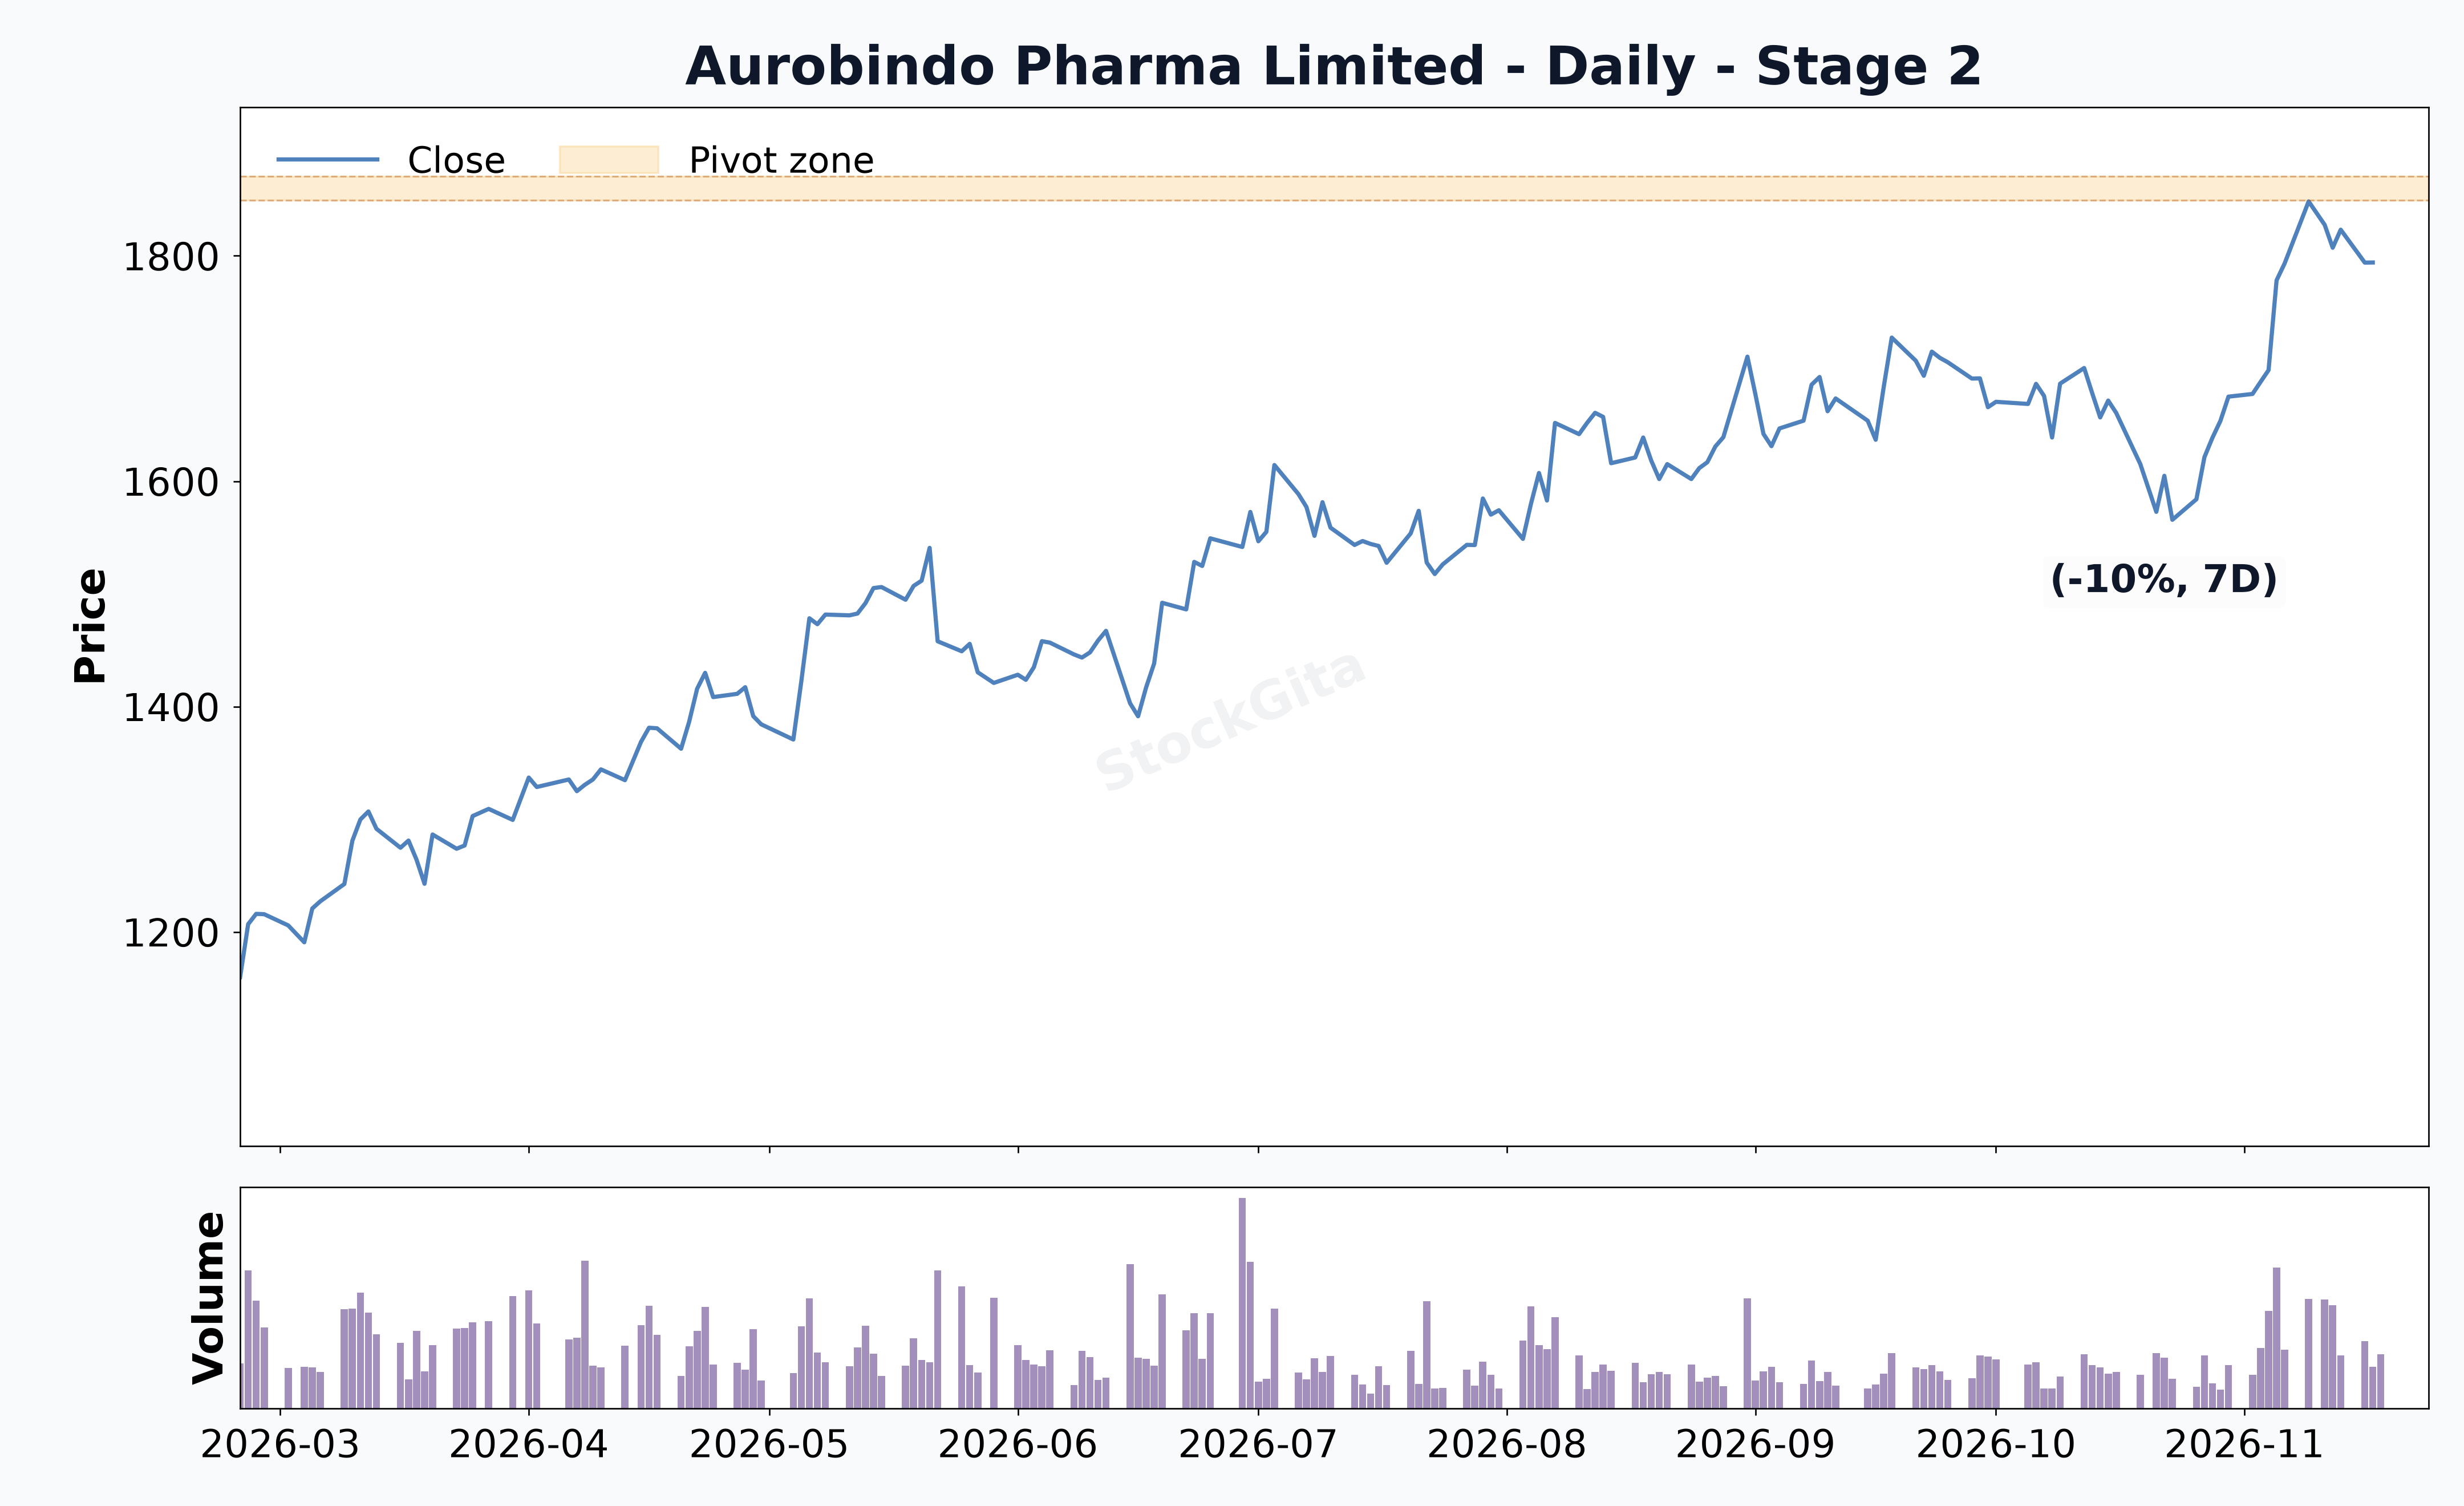 Aurobindo Pharma Limited - Daily - Stage 2
Close
Pivot zone
1800
1600
1400
1200
Price
(-10%, 7D)
StockGita
Volume
2026-03
2026-04
2026-05
2026-06
2026-07
2026-08
2026-09
2026-10
2026-11